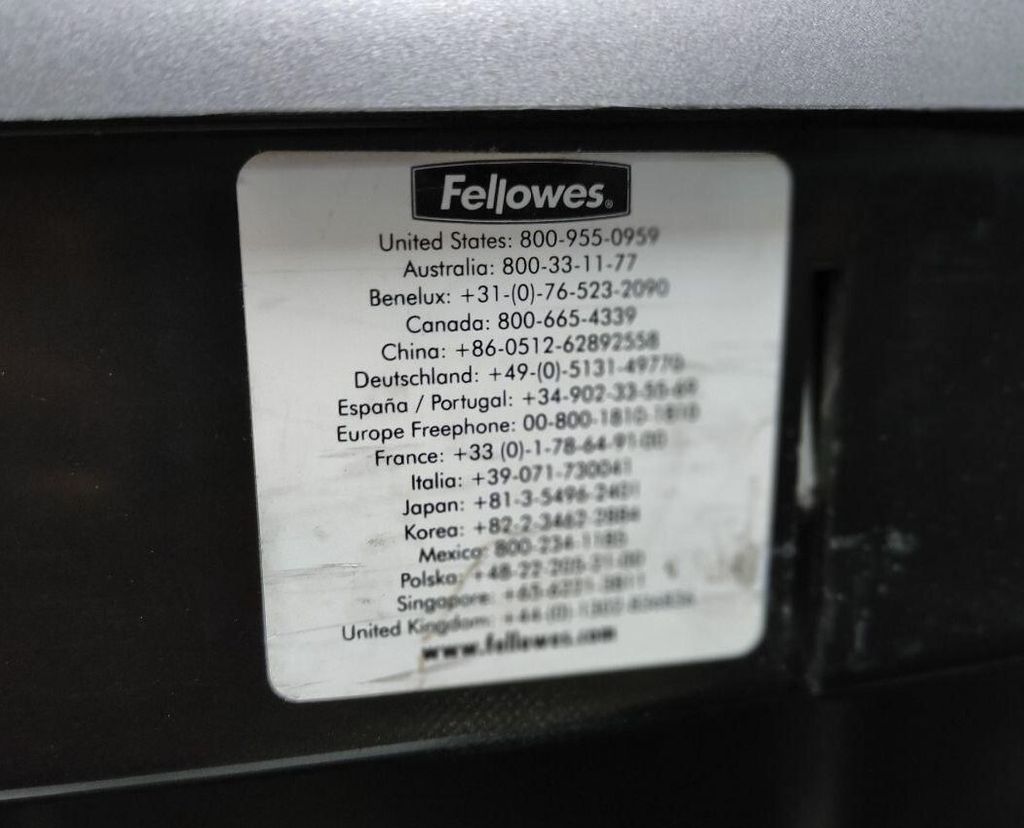 Fellowes®
United States: 800-955-0959
Australia: 800-33-11-77
Benelux: +31-(0)-76-523-2090
Canada: 800-665-4339
China: +86-0512-62892558
Deutschland: +49-(0)-5131-49770
España / Portugal: +34-902-33-55-69
Europe Freephone: 00-800-1810-1810
France: +33 (0)-1-78-64-91-00
Italia: +39-071-730041
Japan: +81-3-5496-2401
Korea: +82-2-3462-2884
Mexico: 800-234-1185
Polska:
Singapore:
United Kingdom:
www.fellowes.com